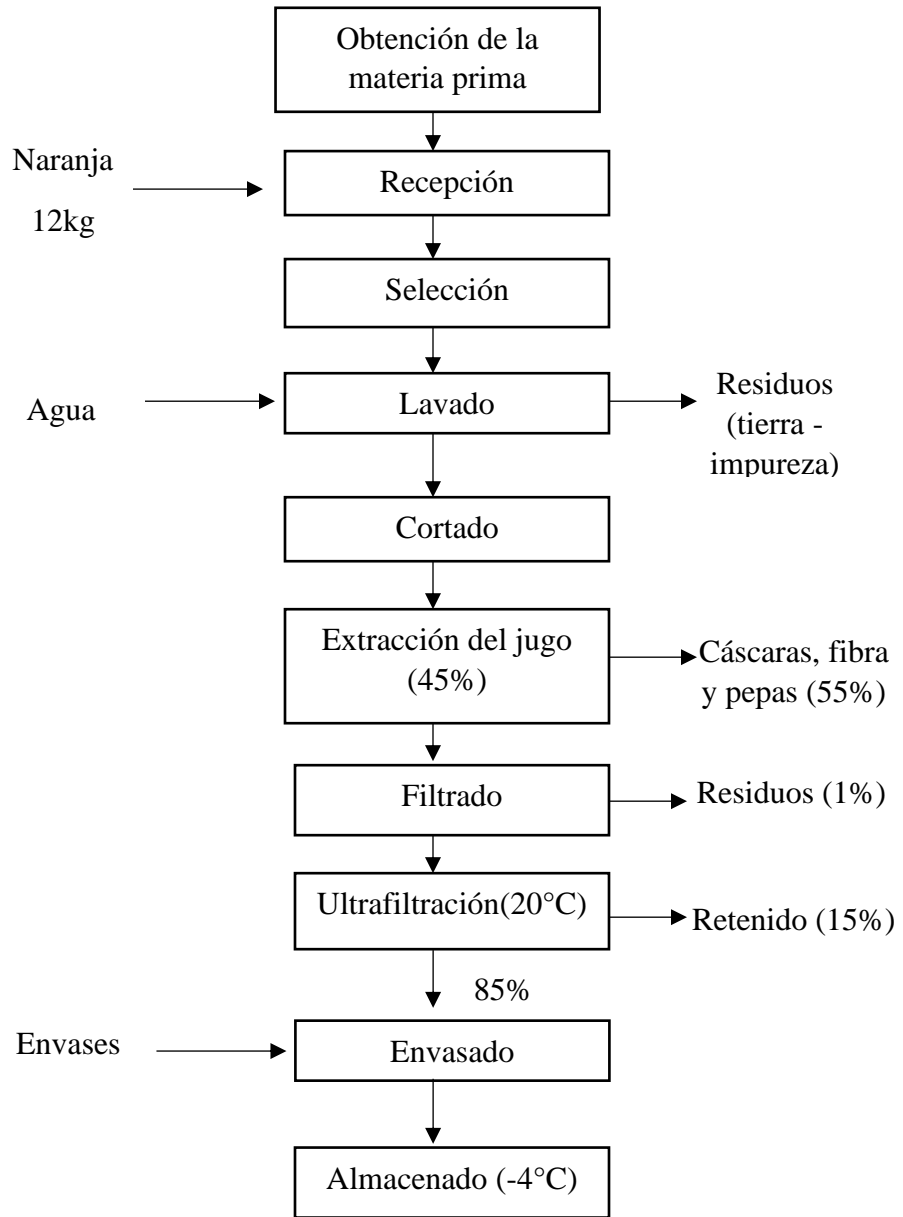 Obtención de la
materia prima
Naranja
12kg
Recepción
Selección
Agua
Lavado
Residuos
(tierra -
impureza)
Cortado
Extracción del jugo
(45%)
Cáscaras, fibra
y pepas (55%)
Filtrado
Residuos (1%)
Ultrafiltración(20°C)
Retenido (15%)
85%
Envases
Envasado
Almacenado (-4°C)